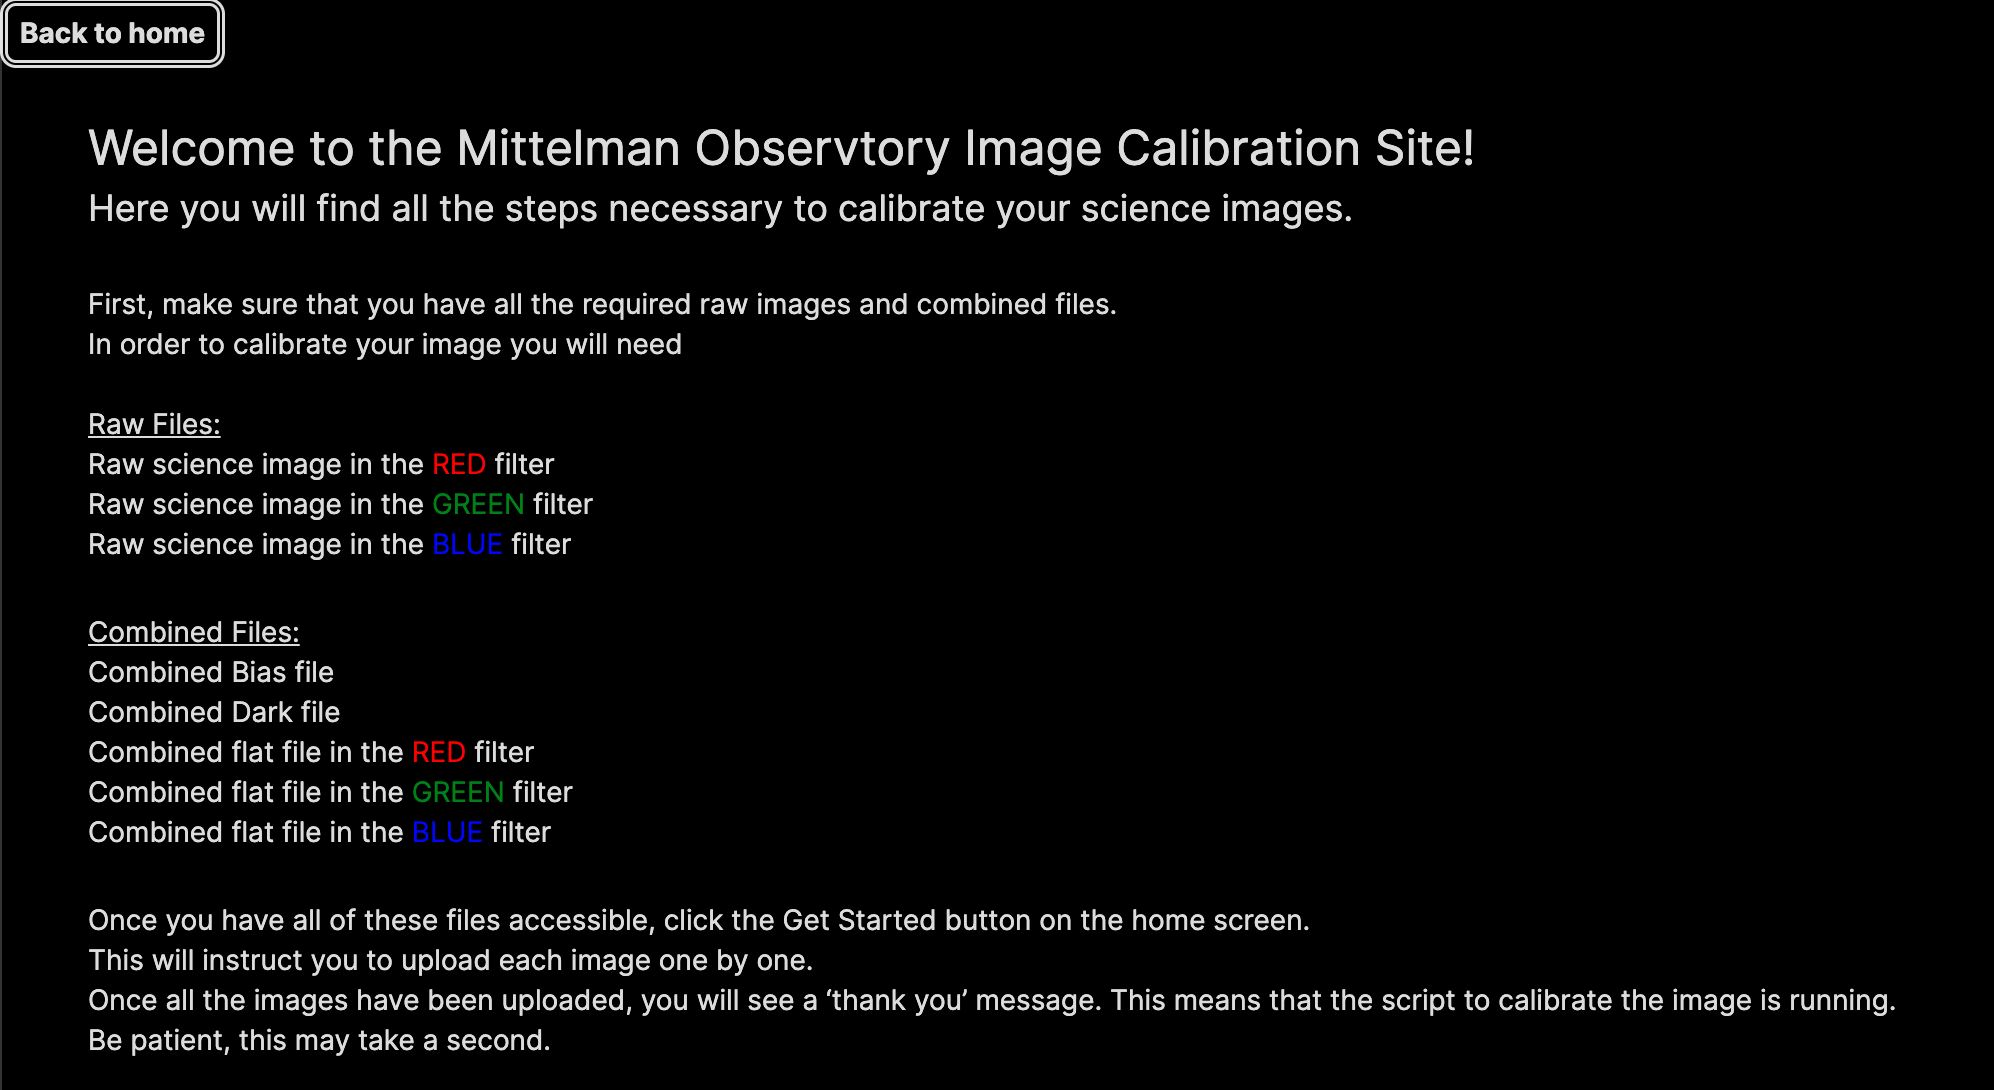 Back to home
Welcome to the Mittelman Observtory Image Calibration Site!
Here you will find all the steps necessary to calibrate your science images.
First, make sure that you have all the required raw images and combined files.
In order to calibrate your image you will need
Raw Files:
Raw science image in the RED filter
Raw science image in the GREEN filter
Raw science image in the BLUE filter
Combined Files:
Combined Bias file
Combined Dark file
Combined flat file in the RED filter
Combined flat file in the GREEN filter
Combined flat file in the BLUE filter
Once you have all of these files accessible, click the Get Started button on the home screen.
This will instruct you to upload each image one by one.
Once all the images have been uploaded, you will see a ‘thank you’ message. This means that the script to calibrate the image is running.
Be patient, this may take a second.